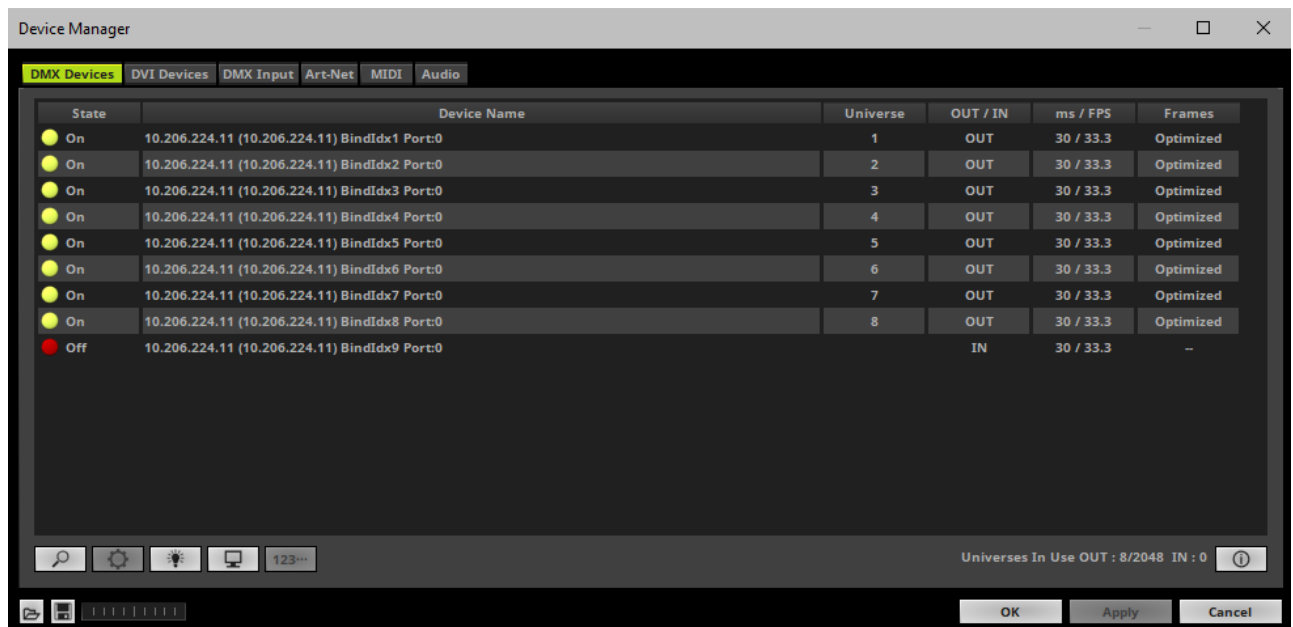 Device Manager
DMX Devices DVI Devices DMX Input Art-Net MIDI Audio
State Device Name Universe OUT / IN ms / FPS Frames
On 10.206.224.11 (10.206.224.11) BindIdx1 Port:0 1 OUT 30 / 33.3 Optimized
On 10.206.224.11 (10.206.224.11) BindIdx2 Port:0 2 OUT 30 / 33.3 Optimized
On 10.206.224.11 (10.206.224.11) BindIdx3 Port:0 3 OUT 30 / 33.3 Optimized
On 10.206.224.11 (10.206.224.11) BindIdx4 Port:0 4 OUT 30 / 33.3 Optimized
On 10.206.224.11 (10.206.224.11) BindIdx5 Port:0 5 OUT 30 / 33.3 Optimized
On 10.206.224.11 (10.206.224.11) BindIdx6 Port:0 6 OUT 30 / 33.3 Optimized
On 10.206.224.11 (10.206.224.11) BindIdx7 Port:0 7 OUT 30 / 33.3 Optimized
On 10.206.224.11 (10.206.224.11) BindIdx8 Port:0 8 OUT 30 / 33.3 Optimized
Off 10.206.224.11 (10.206.224.11) BindIdx9 Port:0 IN 30 / 33.3 --
123... Universes In Use OUT : 8/2048 IN : 0
OK Apply Cancel